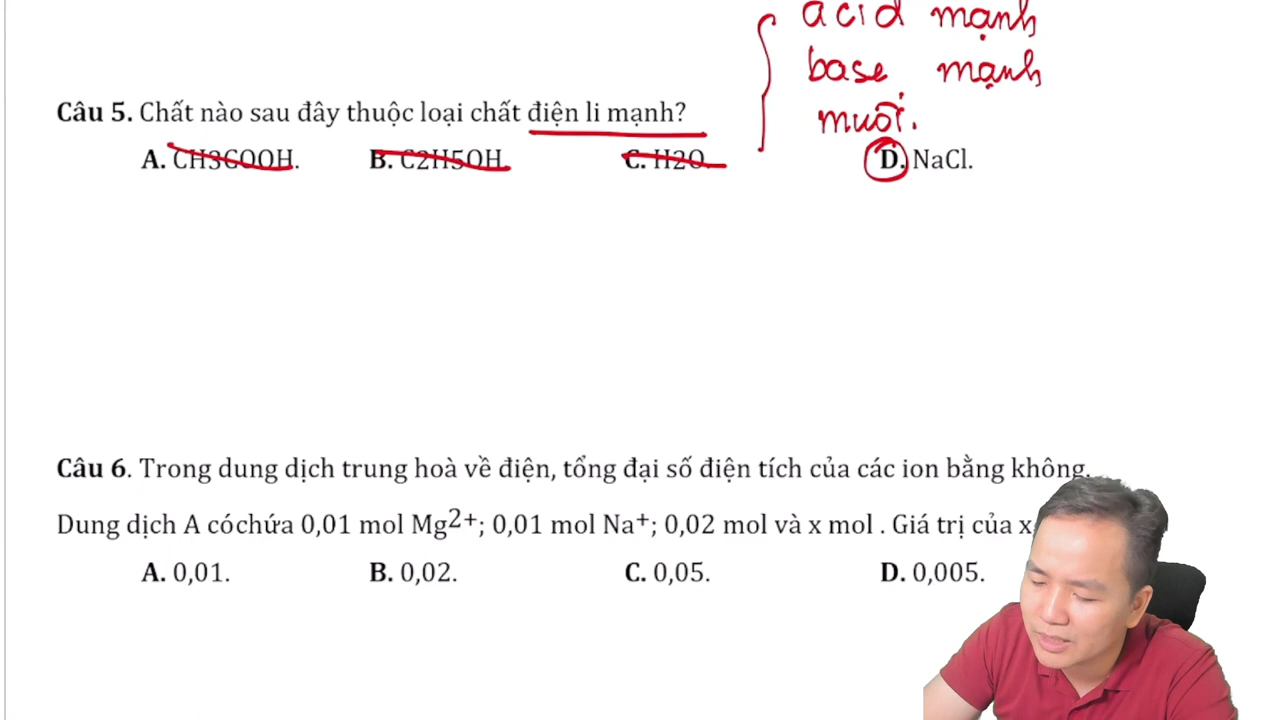 acid mạnh
base mạnh
muối.
Câu 5. Chất nào sau đây thuộc loại chất điện li mạnh?
A. CH3COOH. B. C2H5OH. C. H2O. D. NaCl.
Câu 6. Trong dung dịch trung hoà về điện, tổng đại số điện tích của các ion bằng không.
Dung dịch A cóchứa 0,01 mol Mg2+; 0,01 mol Na+; 0,02 mol và x mol . Giá trị của x
A. 0,01. B. 0,02. C. 0,05. D. 0,005.